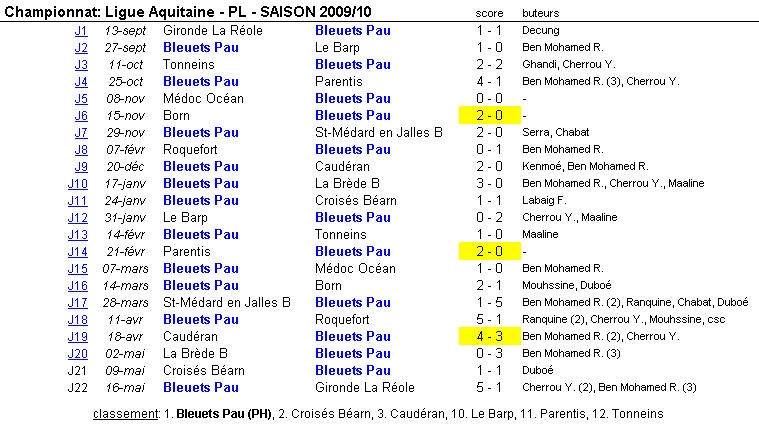 Championnat: Ligue Aquitaine - PL - SAISON 2009/10 score buteurs
J1 13-sept Gironde La Réole Bleuets Pau 1 - 1 Decung
J2 27-sept Bleuets Pau Le Barp 1 - 0 Ben Mohamed R.
J3 11-oct Tonneins Bleuets Pau 2 - 2 Ghandi, Cherrou Y.
J4 25-oct Bleuets Pau Parentis 4 - 1 Ben Mohamed R. (3), Cherrou Y.
J5 08-nov Médoc Océan Bleuets Pau 0 - 0 -
J6 15-nov Born Bleuets Pau 2 - 0 -
J7 29-nov Bleuets Pau St-Médard en Jalles B 2 - 0 Serra, Chabat
J8 07-févr Roquefort Bleuets Pau 0 - 1 Ben Mohamed R.
J9 20-déc Bleuets Pau Caudéran 2 - 0 Kenmoé, Ben Mohamed R.
J10 17-janv Bleuets Pau La Brède B 3 - 0 Ben Mohamed R., Cherrou Y., Maaline
J11 24-janv Bleuets Pau Croisés Béarn 1 - 1 Labaig F.
J12 31-janv Le Barp Bleuets Pau 0 - 2 Cherrou Y., Maaline
J13 14-févr Bleuets Pau Tonneins 1 - 0 Maaline
J14 21-févr Parentis Bleuets Pau 2 - 0 -
J15 07-mars Bleuets Pau Médoc Océan 1 - 0 Ben Mohamed R.
J16 14-mars Bleuets Pau Born 2 - 1 Mouhssine, Duboé
J17 28-mars St-Médard en Jalles B Bleuets Pau 1 - 5 Ben Mohamed R. (2), Ranquine, Chabat, Duboé
J18 11-avr Bleuets Pau Roquefort 5 - 1 Ranquine (2), Cherrou Y., Mouhssine, csc
J19 18-avr Caudéran Bleuets Pau 4 - 3 Ben Mohamed R. (2), Cherrou Y.
J20 02-mai La Brède B Bleuets Pau 0 - 3 Ben Mohamed R. (3)
J21 09-mai Croisés Béarn Bleuets Pau 1 - 1 Duboé
J22 16-mai Bleuets Pau Gironde La Réole 5 - 1 Cherrou Y. (2), Ben Mohamed R. (3)
classement: 1. Bleuets Pau (PH), 2. Croisés Béarn, 3. Caudéran, 10. Le Barp, 11. Parentis, 12. Tonneins